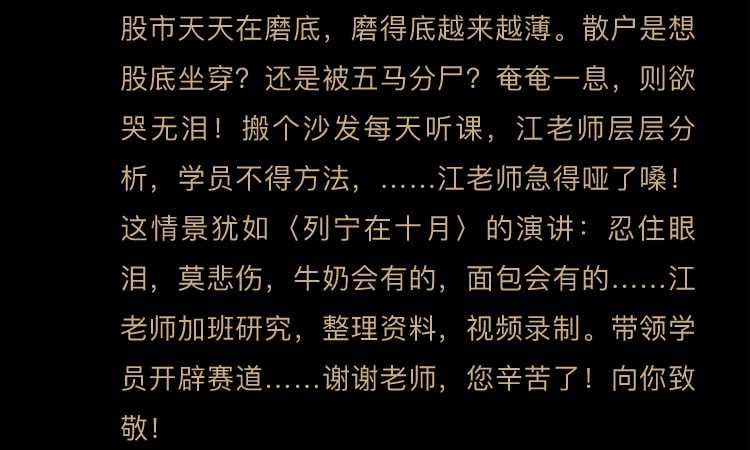 股市天天在磨底，磨得底越来越薄。散户是想
股底坐穿？还是被五马分尸？奄奄一息，则欲
哭无泪！搬个沙发每天听课，江老师层层分
析，学员不得方法，……江老师急得哑了嗓！
这情景犹如〈列宁在十月〉的演讲：忍住眼
泪，莫悲伤，牛奶会有的，面包会有的……江
老师加班研究，整理资料，视频录制。带领学
员开辟赛道……谢谢老师，您辛苦了！向你致
敬！